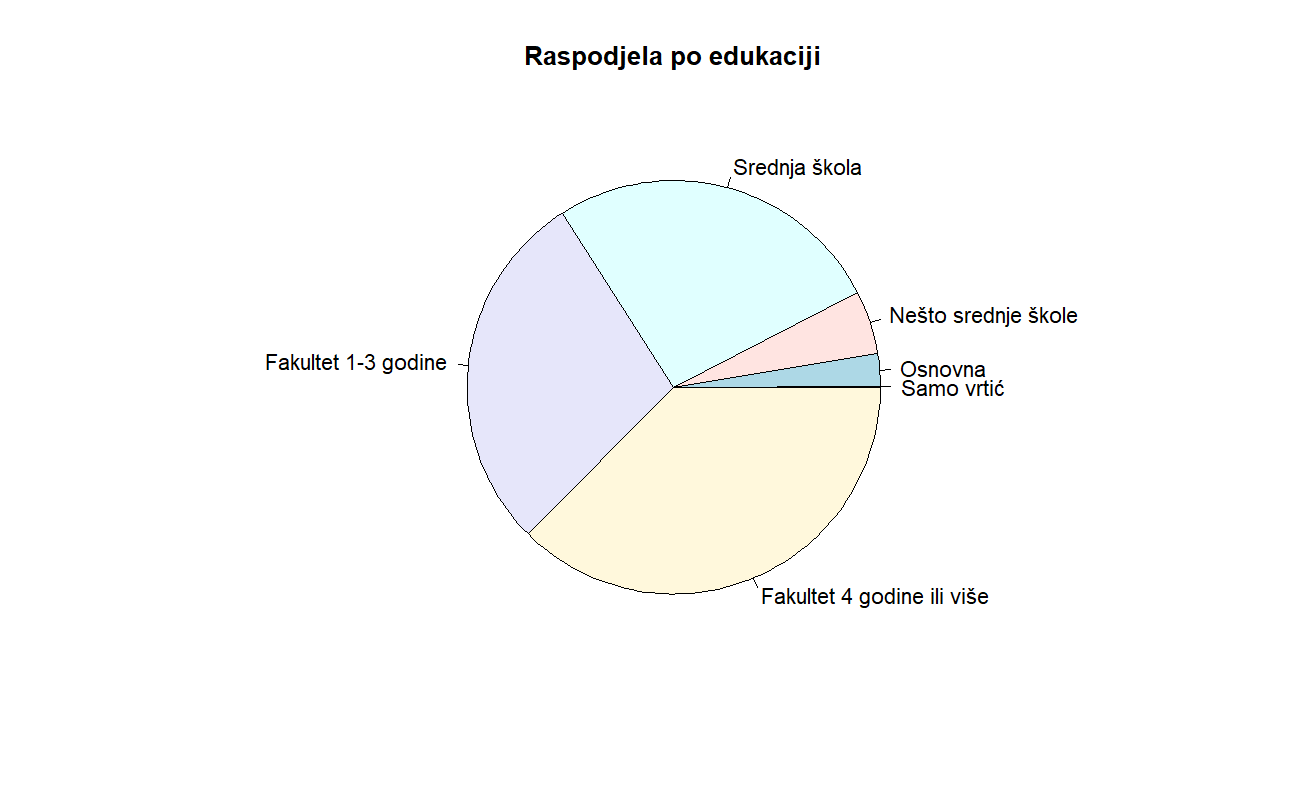 Raspodjela po edukaciji
Srednja škola
Nešto srednje škole
Fakultet 1-3 godine
Osnovna
Samo vrtić
Fakultet 4 godine ili više